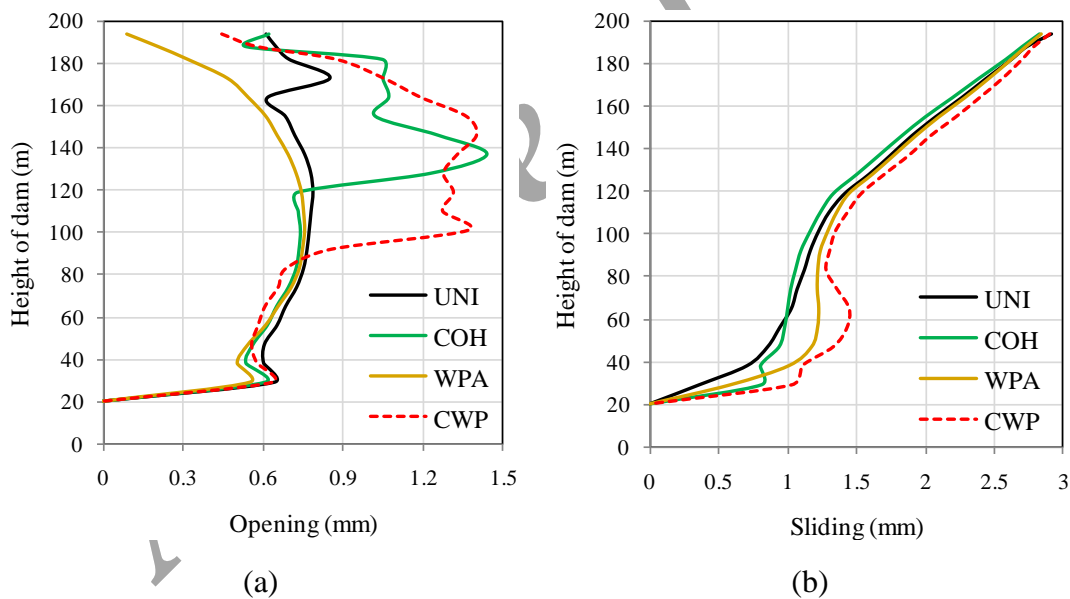 200
180
160
140
120
100
80
60
40
20
0
Height of dam (m)
UNI
COH
WPA
CWP
0 0.3 0.6 0.9 1.2 1.5
Opening (mm)
(a)
200
180
160
140
120
100
80
60
40
20
0
Height of dam (m)
UNI
COH
WPA
CWP
0 0.5 1 1.5 2 2.5 3
Sliding (mm)
(b)